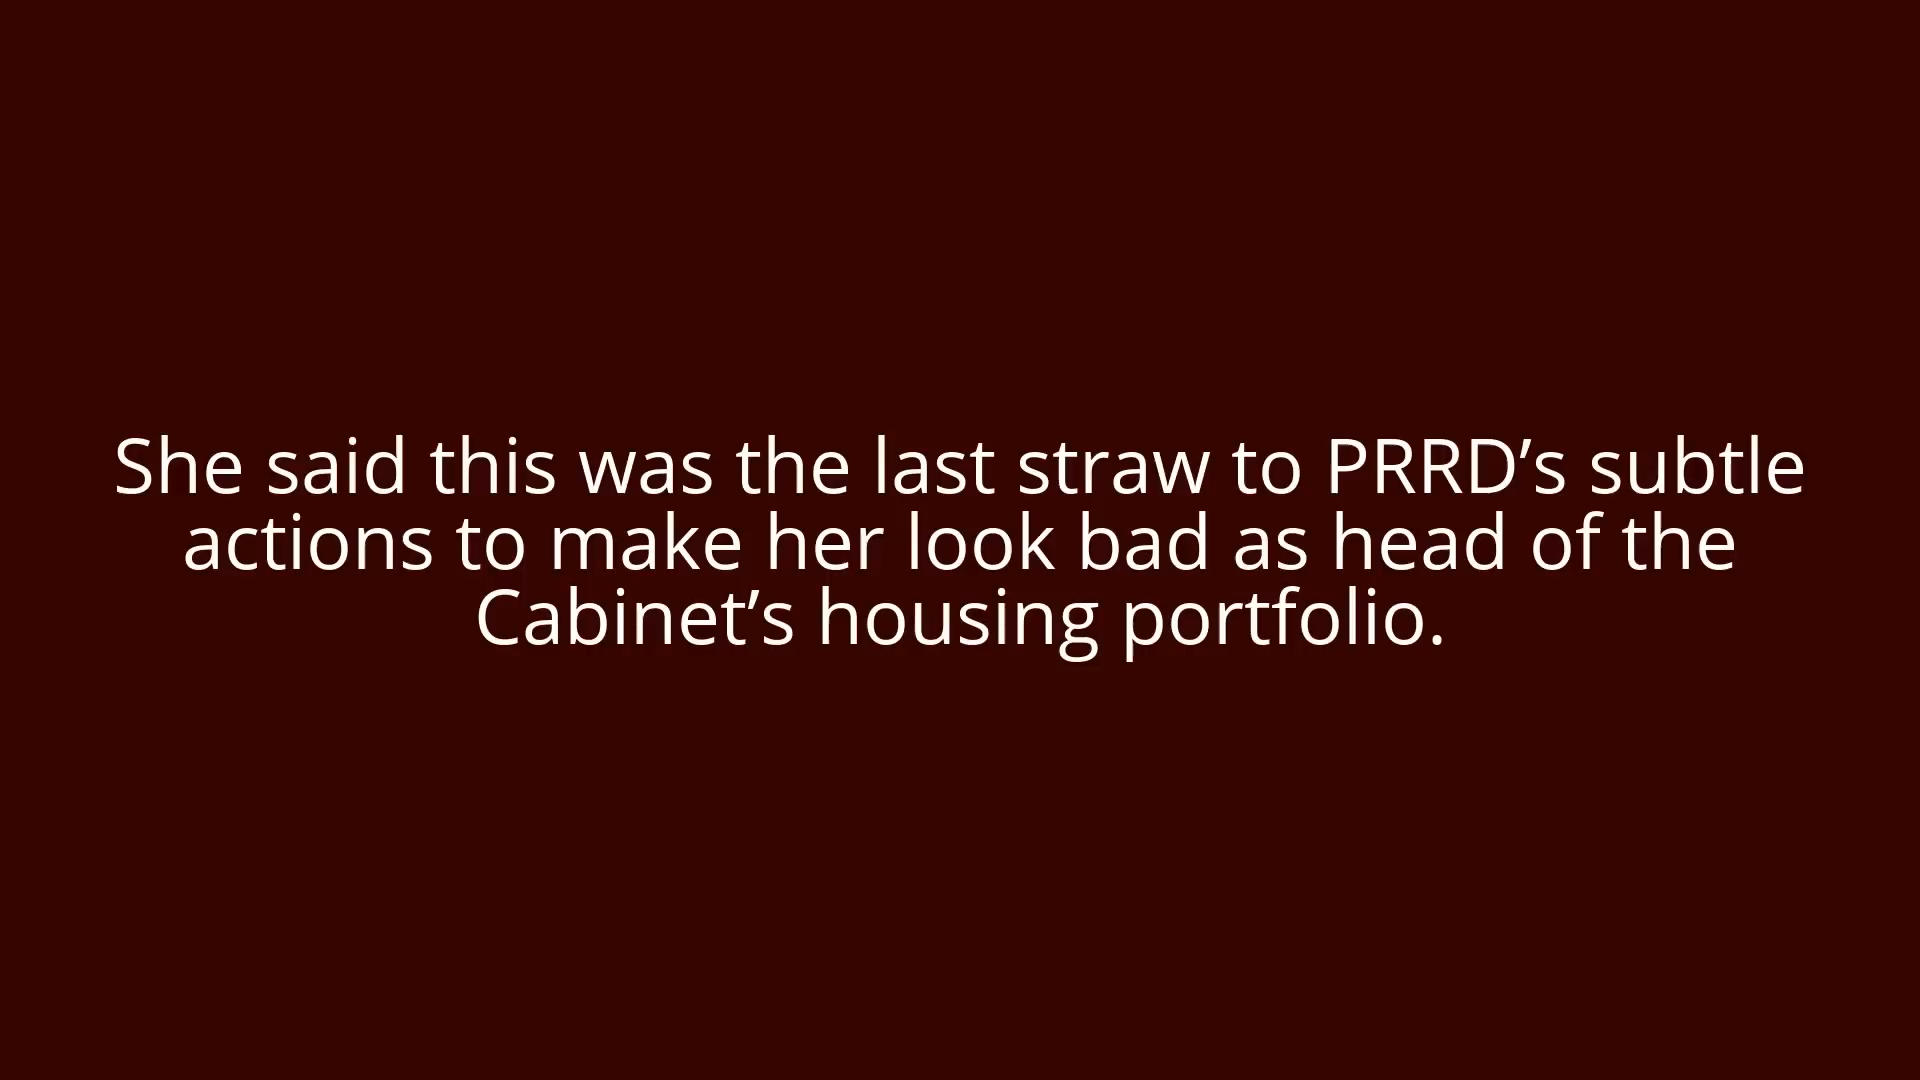 She said this was the last straw to PRRD’s subtle
actions to make her look bad as head of the
Cabinet’s housing portfolio.